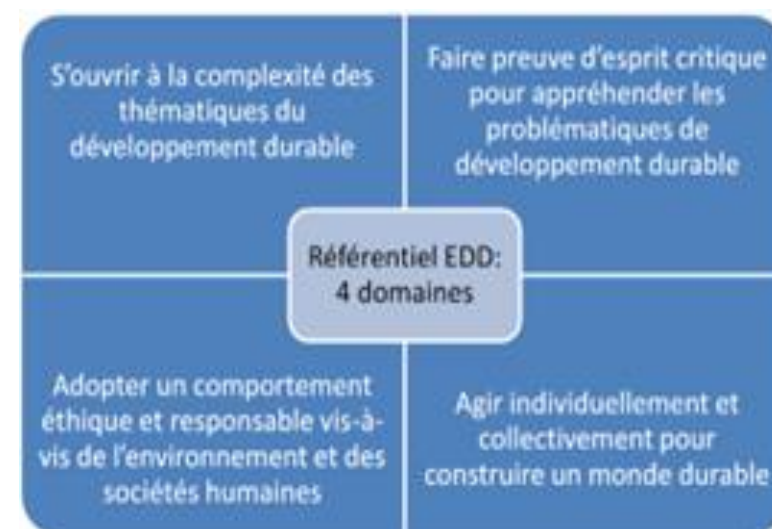 S'ouvrir à la complexité des
thématiques du
développement durable
Faire preuve d'esprit critique
pour appréhender les
problématiques de
développement durable
Référentiel EDD:
4 domaines
Adopter un comportement
éthique et responsable vis-à-
vis de l'environnement et des
sociétés humaines
Agir individuellement et
collectivement pour
construire un monde durable